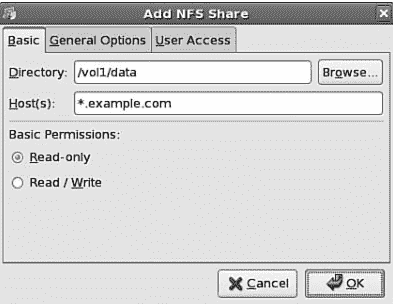 Add NFS Share
Basic General Options User Access
Directory: /vol1/data Browse...
Host(s): *.example.com
Basic Permissions:
Read-only
Read / Write
Cancel OK